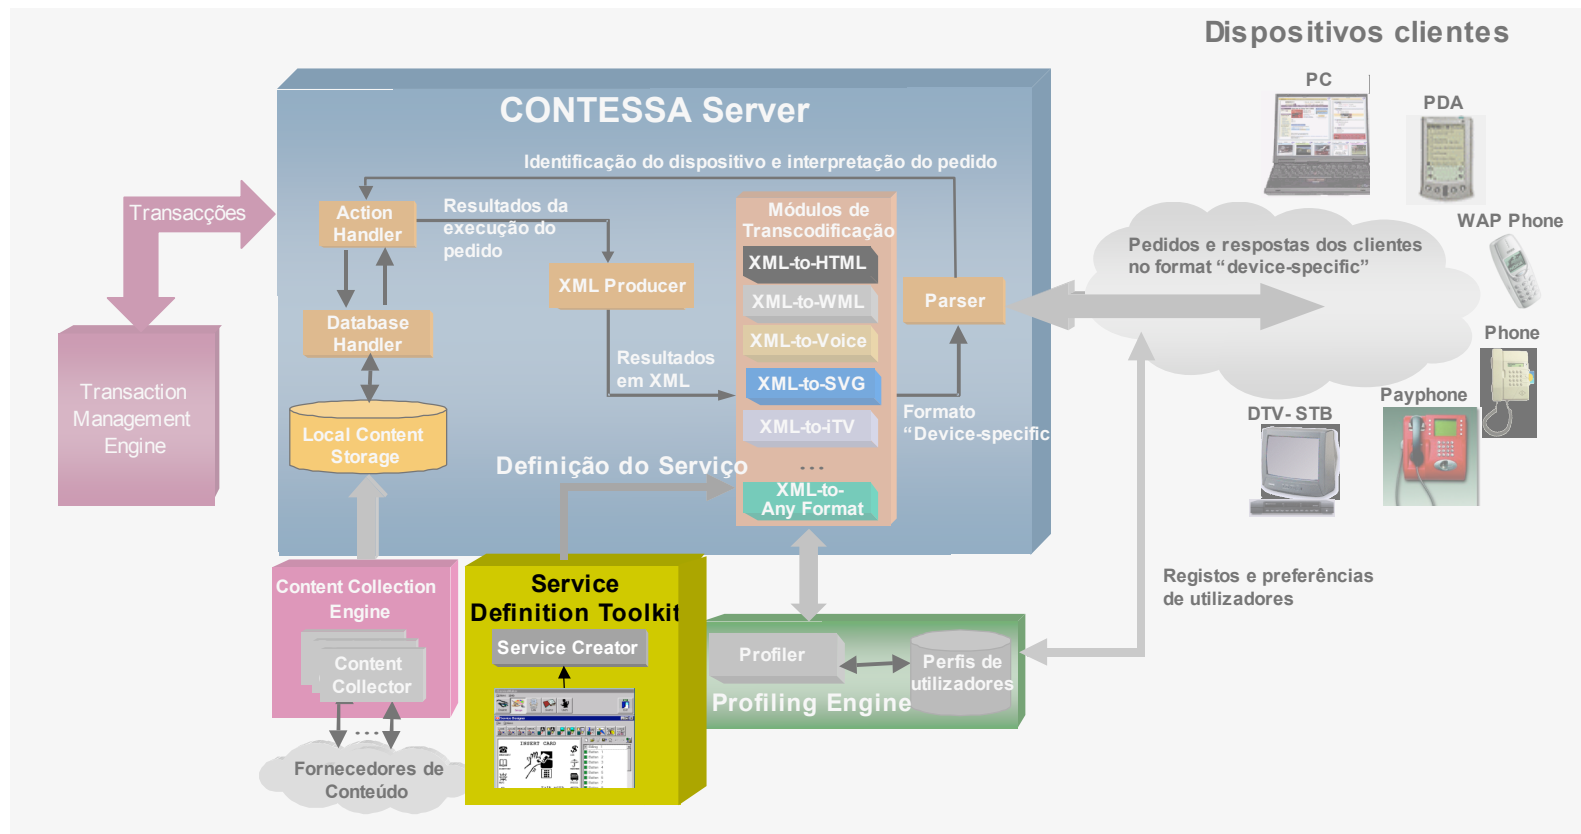 Dispositivos clientes
PC
PDA
CONTESSA Server
Identificação do dispositivo e interpretação do pedido
Transacções
Action
Handler
Resultados da
execução do
pedido
Módulos de
Transcodificação
WAP Phone
Pedidos e respostas dos clientes
no format “device-specific”
XML-to-HTML
XML Producer
XML-to-WML
Parser
Database
Handler
XML-to-Voice
Phone
Resultados
em XML
XML-to-SVG
Transaction
Management
Engine
Payphone
Formato
“Device-specific
DTV- STB
XML-to-iTV
Local Content
Storage
Definição do Serviço
...
XML-to-
Any Format
Content Collection
Engine
Service
Definition Toolkit
Registos e preferências
de utilizadores
Service Creator
Content
Collector
Profiler
Perfis de
utilizadores
Profiling Engine
...
INSERT CARD
Fornecedores de
Conteúdo